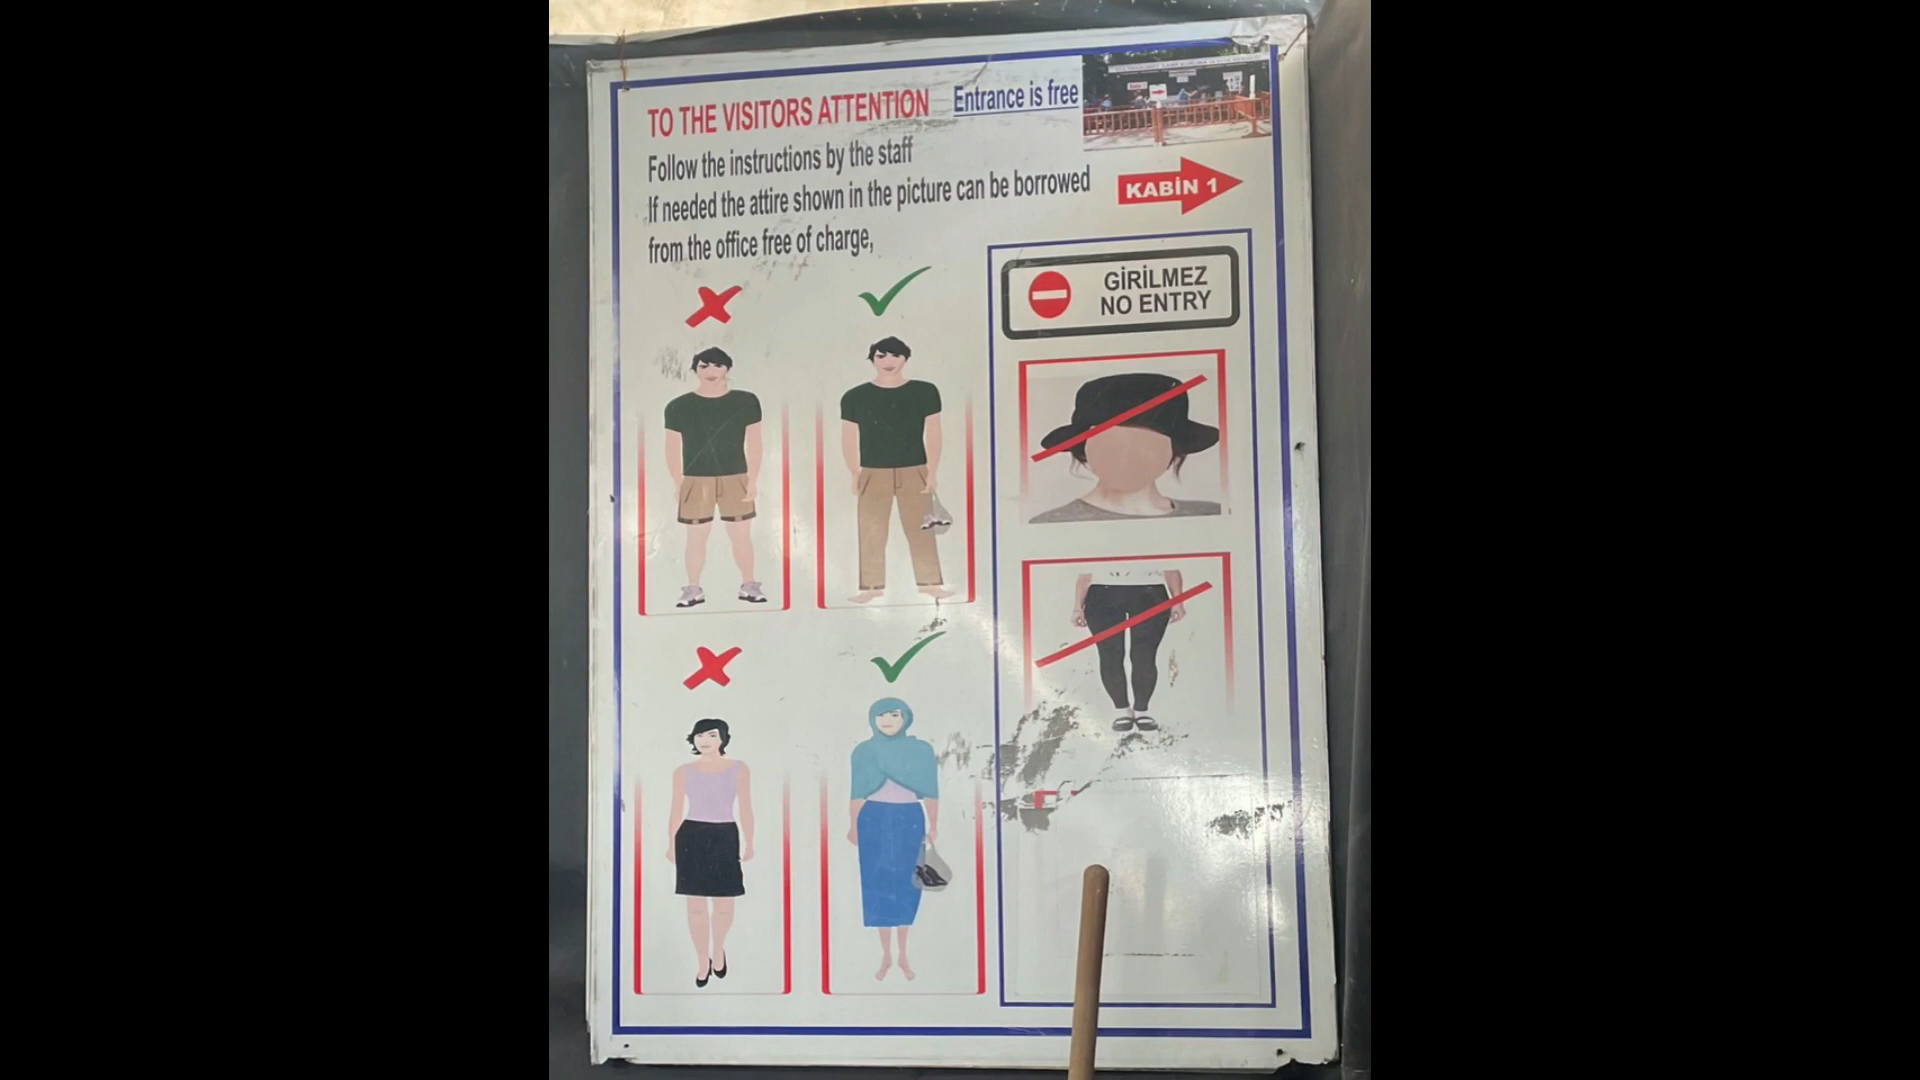 TO THE VISITORS ATTENTION
Entrance is free
Follow the instructions by the staff
If needed the attire shown in the picture can be borrowed
from the office free of charge,
KABİN 1
GİRİLMEZ
NO ENTRY